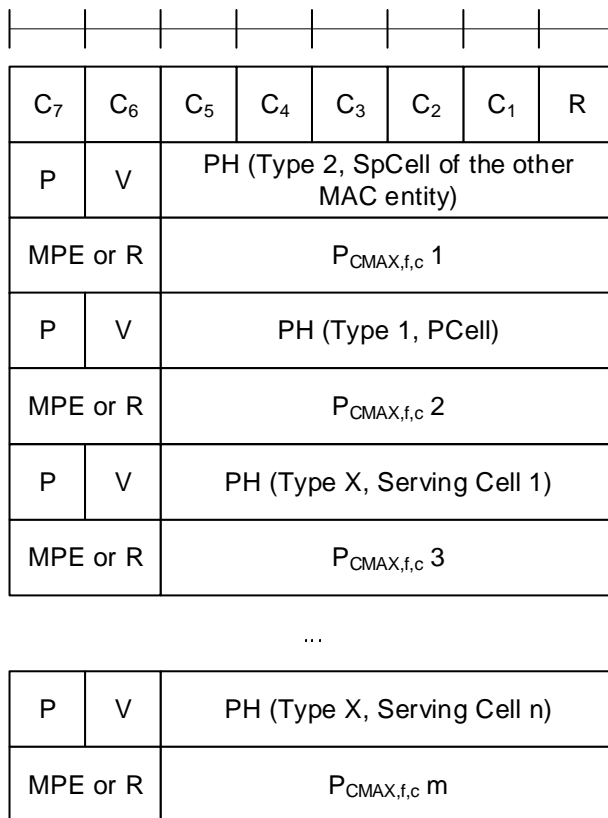 C7 C6 C5 C4 C3 C2 C1 R
P V PH (Type 2, SpCell of the other
MAC entity)
MPE or R PCMAX,f,c 1
P V PH (Type 1, PCell)
MPE or R PCMAX,f,c 2
P V PH (Type X, Serving Cell 1)
MPE or R PCMAX,f,c 3
...
P V PH (Type X, Serving Cell n)
MPE or R PCMAX,f,c m